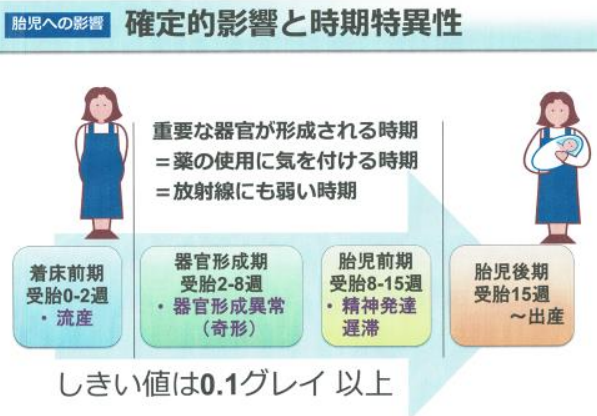 胎児への影響
確定的影響と時期特異性
重要な器官が形成される時期
＝薬の使用に気を付ける時期
＝放射線にも弱い時期
着床前期
受胎0-2週
・流産
器官形成期
受胎2-8週
・器官形成異常
（奇形）
胎児前期
受胎8-15週
・精神発達
遅滞
胎児後期
受胎15週
～出産
しきい値は0.1グレイ 以上